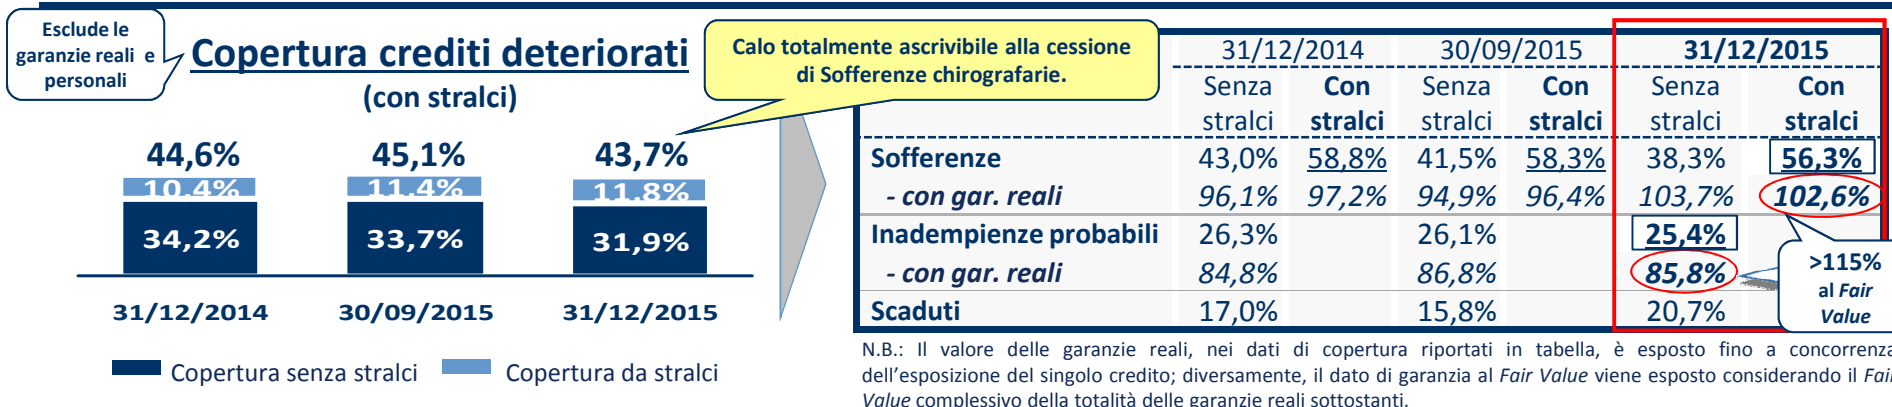 Esclude le
garanzie reali e
personali
Copertura crediti deteriorati
(con stralci)
Calo totalmente ascrivibile alla cessione
di Sofferenze chirografarie.
44,6% 45,1% 43,7%
10,4% 11,4% 11,8%
34,2% 33,7% 31,9%
31/12/2014 30/09/2015 31/12/2015
Copertura senza stralci Copertura da stralci
31/12/2014 30/09/2015 31/12/2015
Senza Con Senza Con Senza Con
stralci stralci stralci stralci stralci stralci
Sofferenze 43,0% 58,8% 41,5% 58,3% 38,3% 56,3%
- con gar. reali 96,1% 97,2% 94,9% 96,4% 103,7% 102,6%
Inadempienze probabili 26,3% 26,1% 25,4%
- con gar. reali 84,8% 86,8% 85,8%
Scaduti 17,0% 15,8% 20,7%
>115%
al Fair
Value
N.B.: Il valore delle garanzie reali, nei dati di copertura riportati in tabella, è esposto fino a concorrenza
dell'esposizione del singolo credito; diversamente, il dato di garanzia al Fair Value viene esposto considerando il Fair
Value complessivo della totalità delle garanzie reali sottostanti.